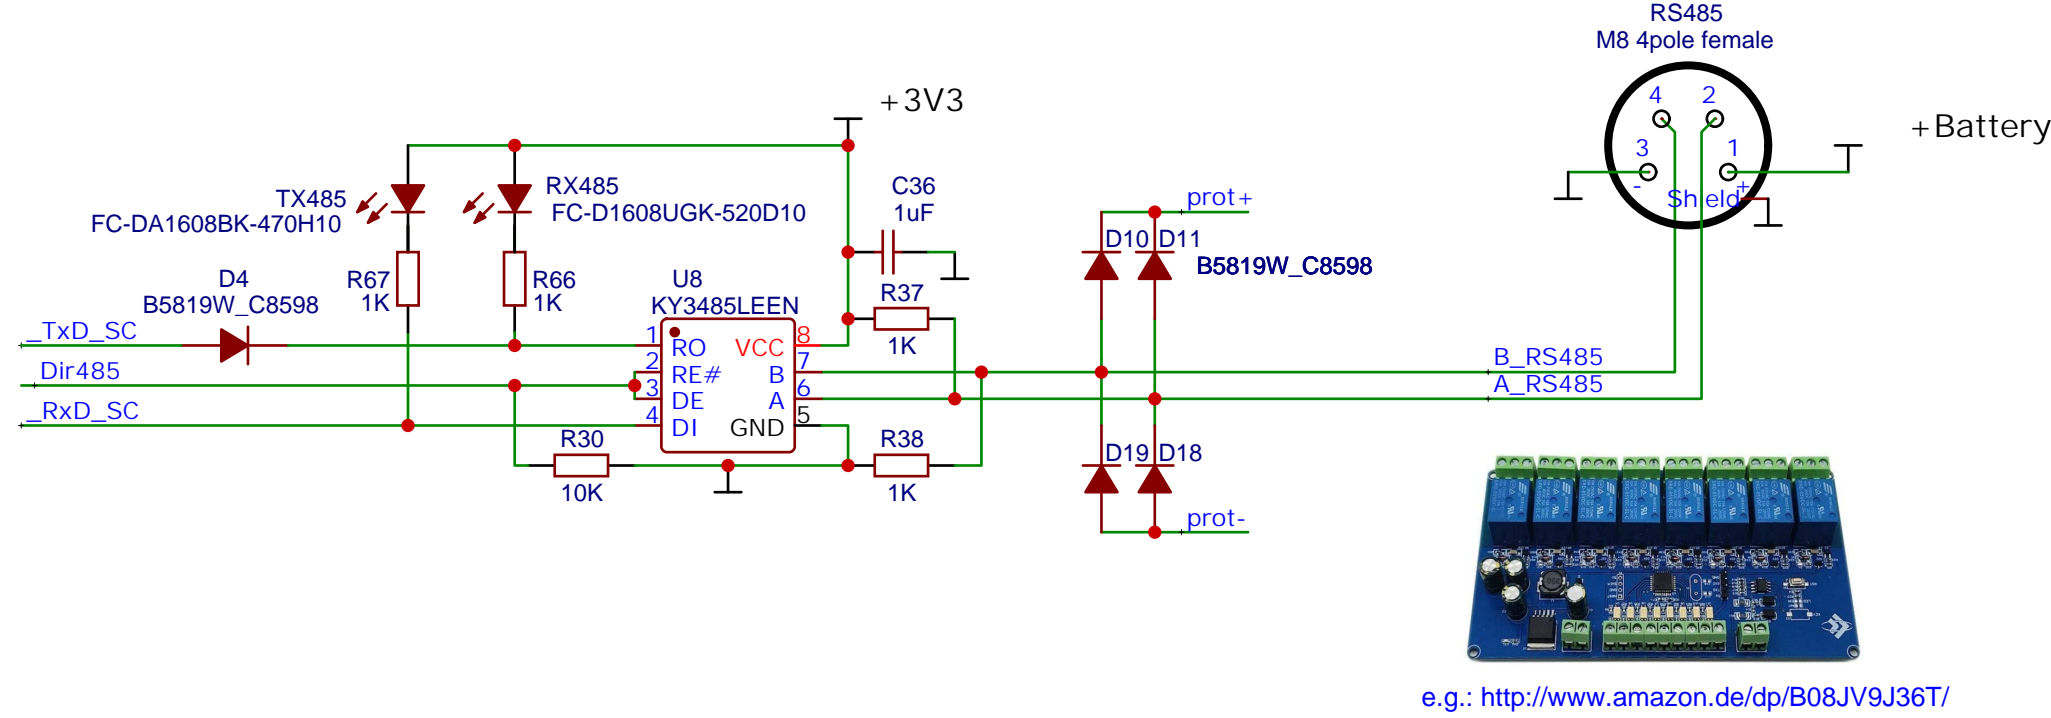 RS485
M8 4pole female
4
2
3
1
-
+
Shield
+Battery
+3V3
TX485
FC-DA1608BK-470H10
RX485
FC-D1608UGK-520D10
C36
1uF
prot+
D10
D11
B5819W_C8598
D4
B5819W_C8598
R67
1K
R66
1K
U8
KY3485LEEN
R37
1K
_TxD_SC
Dir485
_RxD_SC
1
RO
VCC
8
2
RE#
B
7
3
DE
A
6
4
DI
GND
5
B_RS485
A_RS485
R30
10K
R38
1K
D19
D18
prot-
e.g.: http://www.amazon.de/dp/B08JV9J36T/